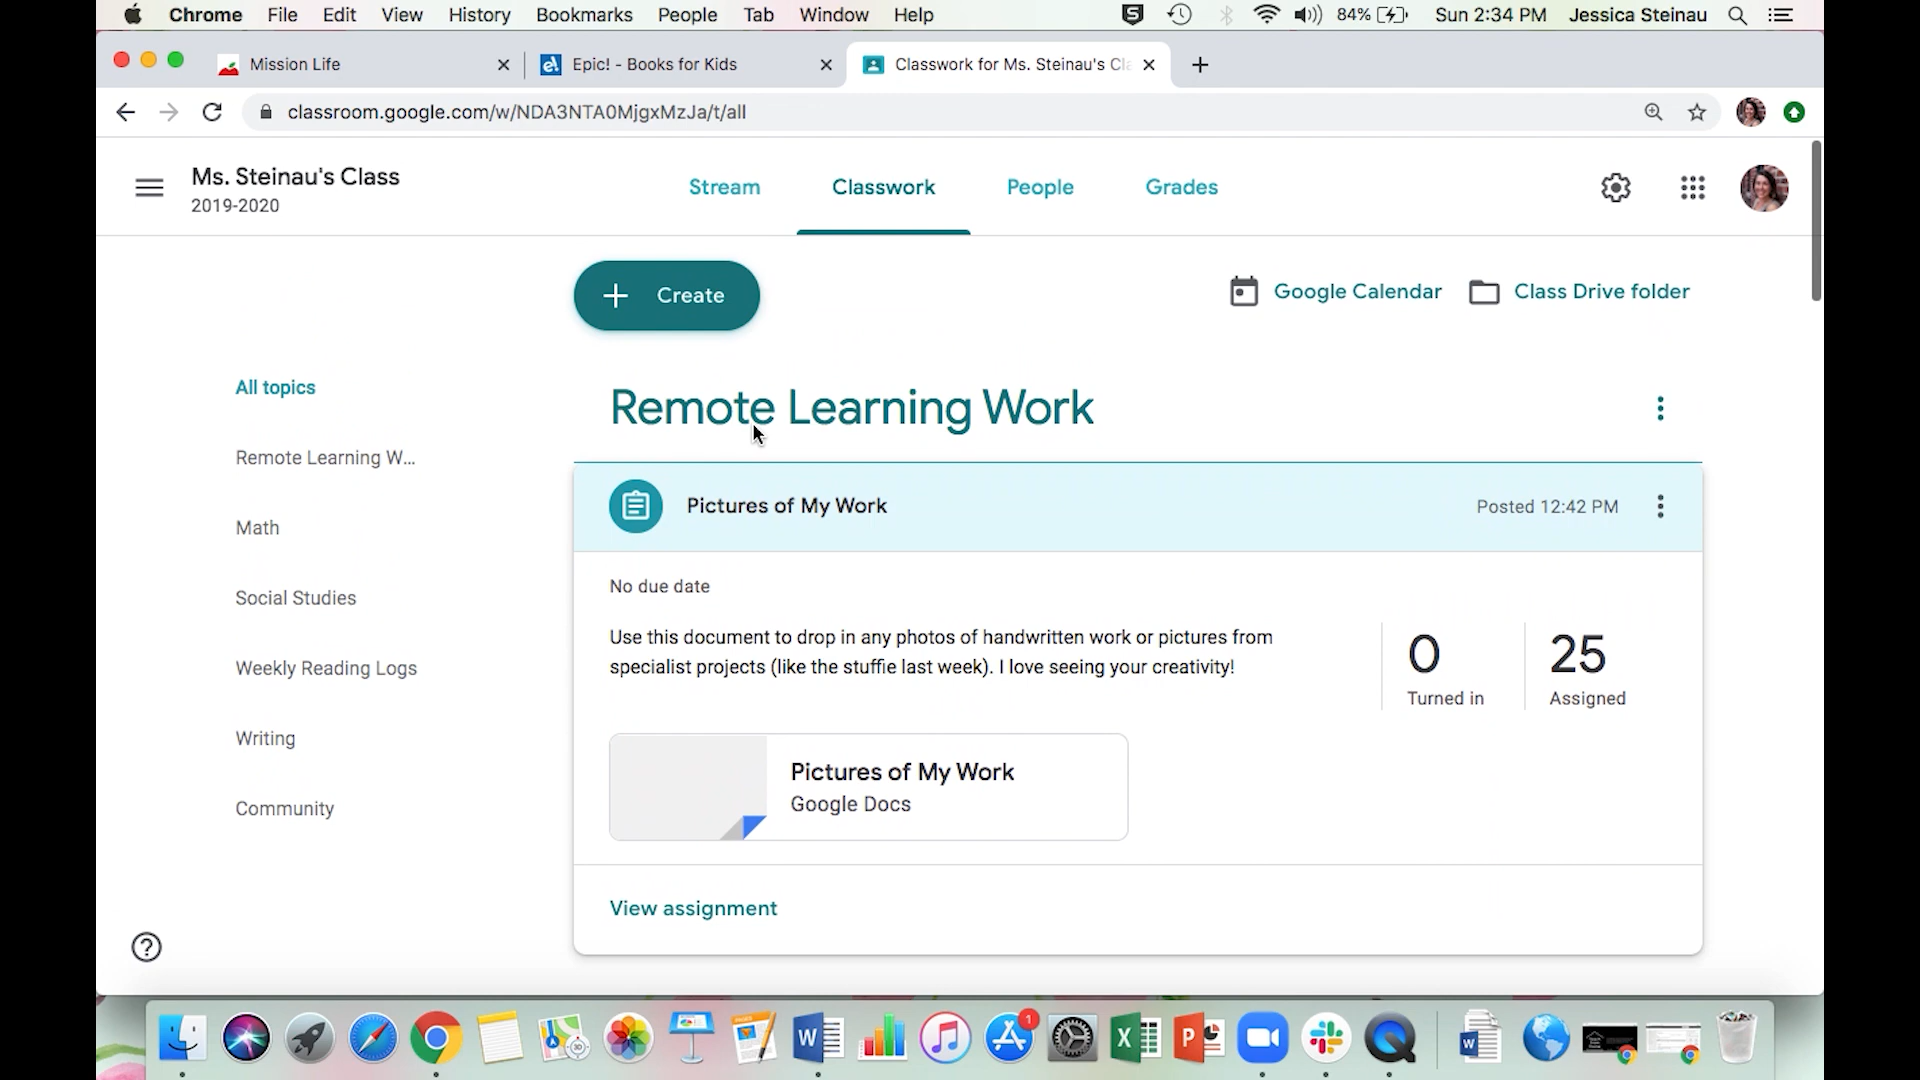 Chrome File Edit View History Bookmarks People Tab Window Help 84% Sun 2:34 PM Jessica Steinau
Mission Life Epic! - Books for Kids Classwork for Ms. Steinau's Cl
classroom.google.com/w/NDA3NTA0MjgxMzJa/t/all
Ms. Steinau's Class
2019-2020
Stream Classwork People Grades
Create
Google Calendar Class Drive folder
All topics
Remote Learning W...
Math
Social Studies
Weekly Reading Logs
Writing
Community
Remote Learning Work
Pictures of My Work Posted 12:42 PM
No due date
Use this document to drop in any photos of handwritten work or pictures from
specialist projects (like the stuffie last week). I love seeing your creativity!
0 25
Turned in Assigned
Pictures of My Work
Google Docs
View assignment